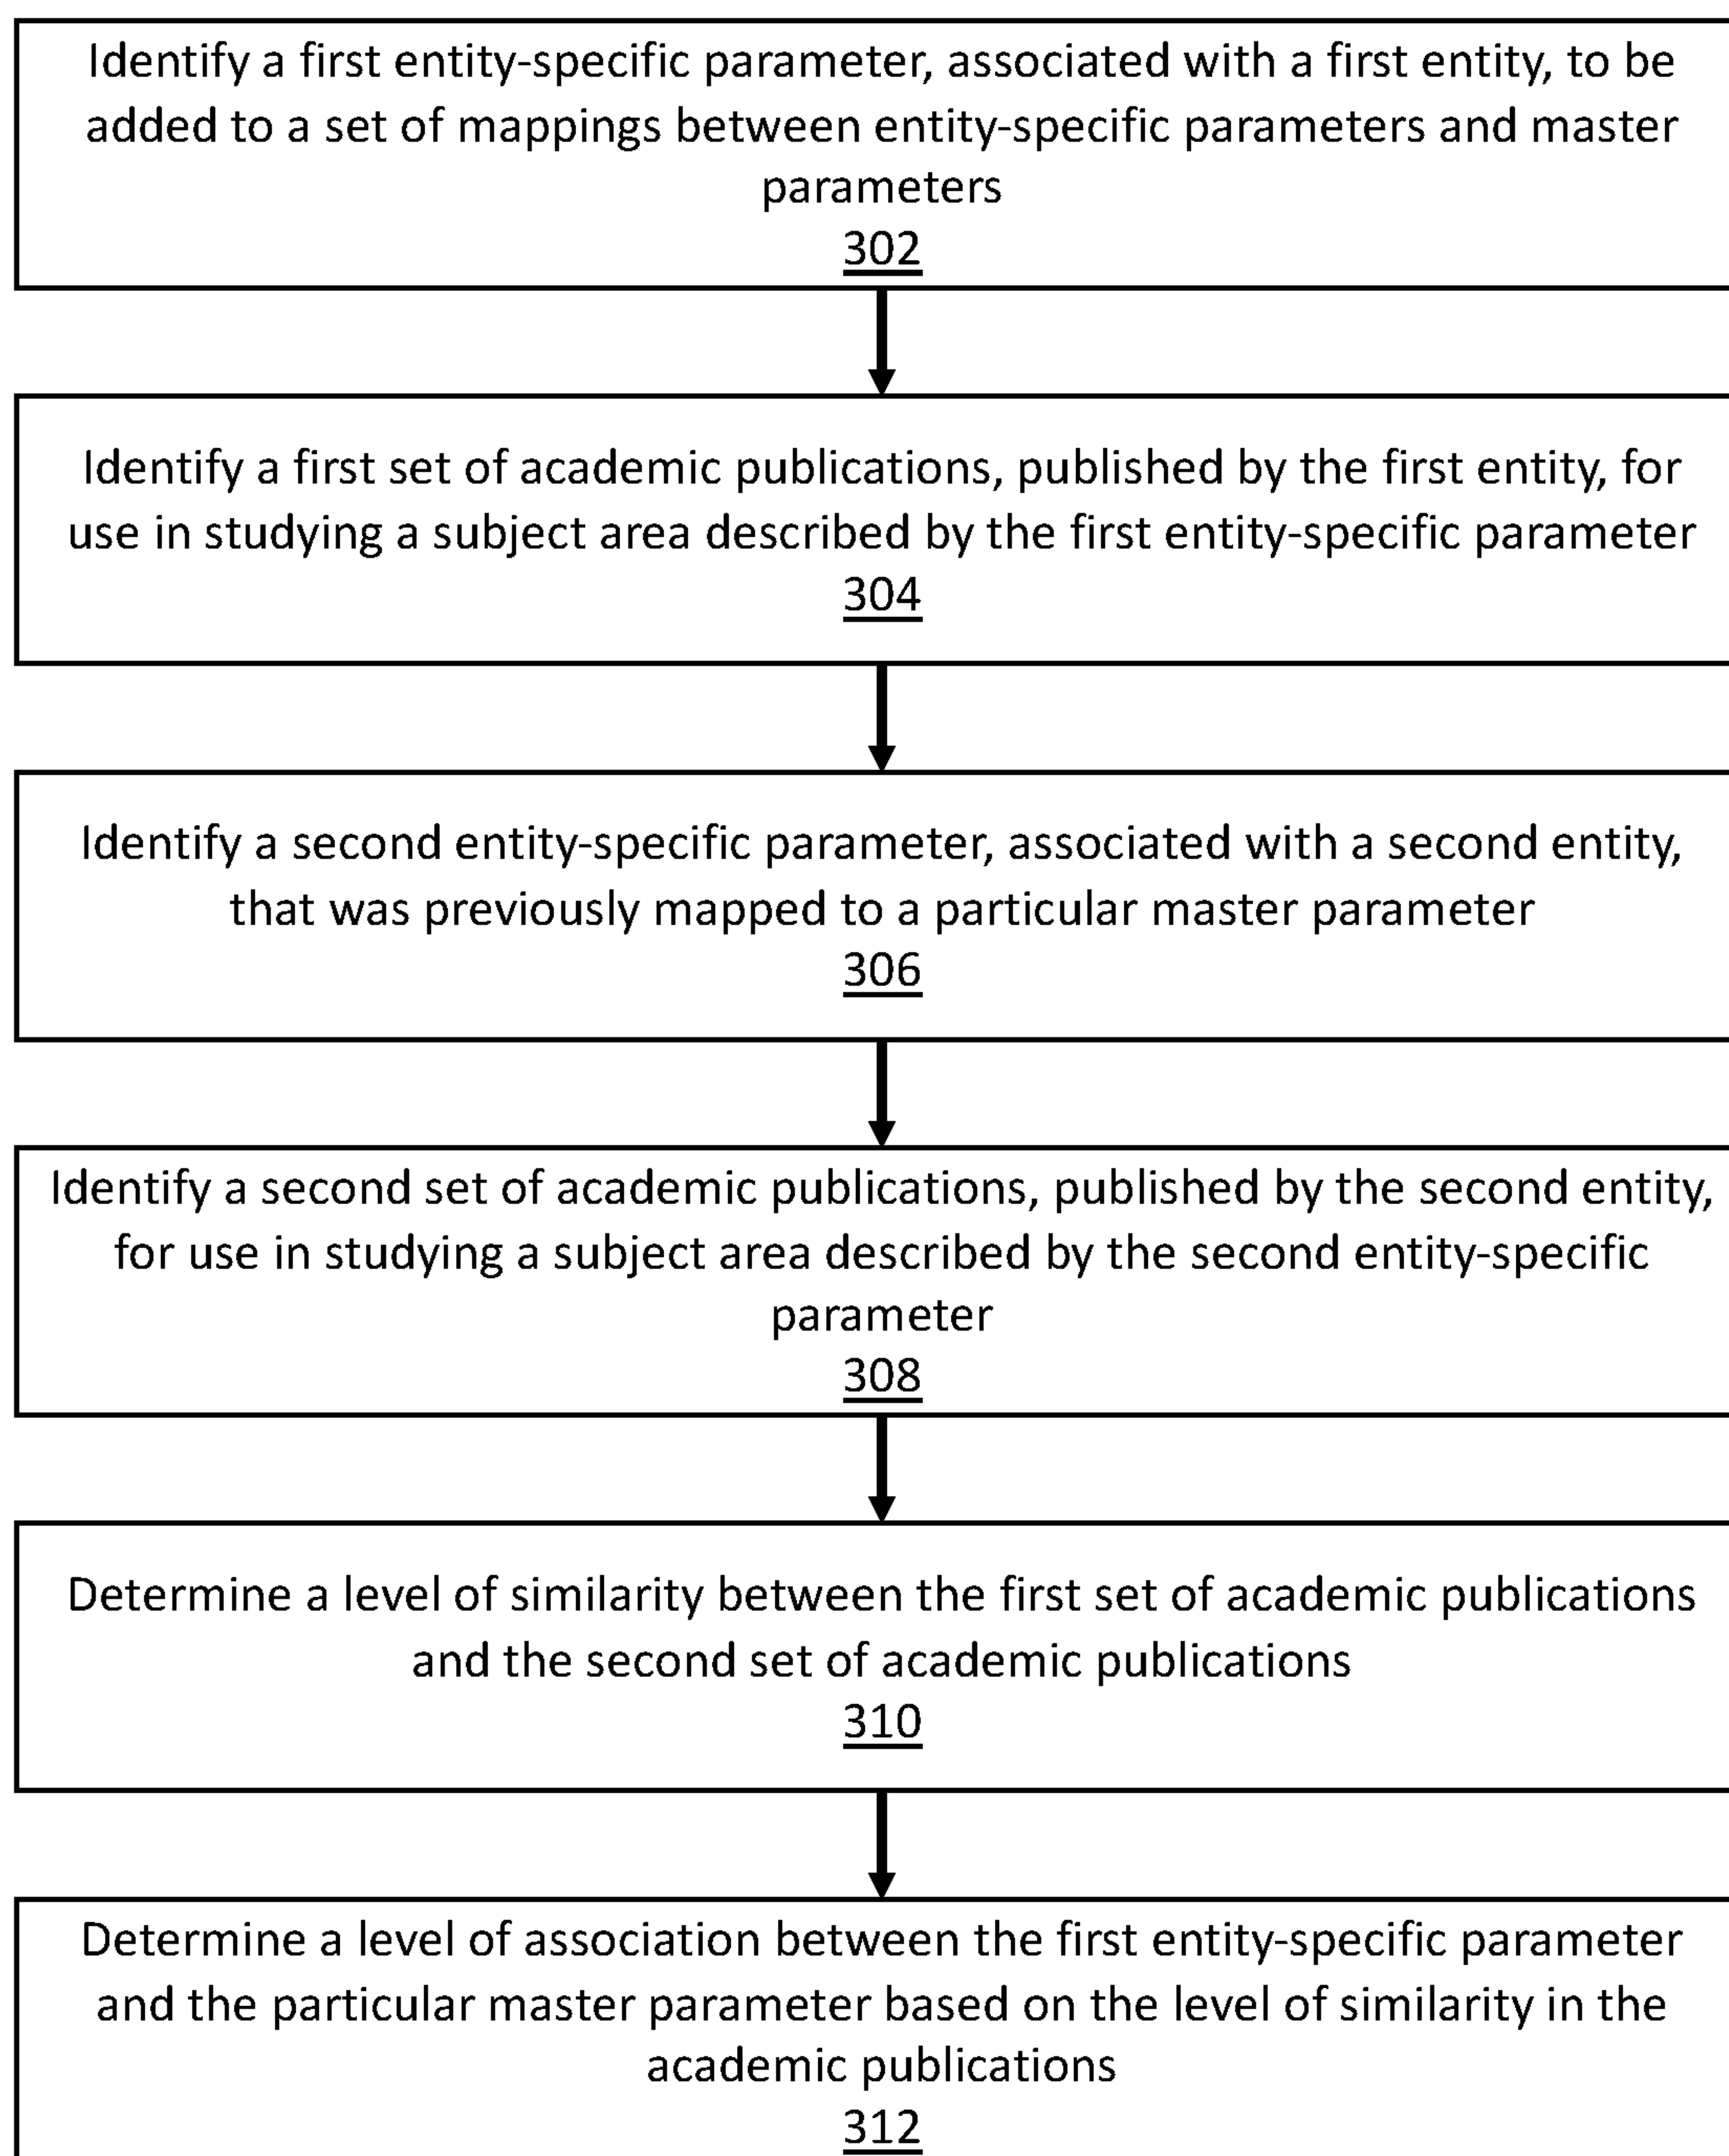 Identify a first entity-specific parameter, associated with a first entity, to be
added to a set of mappings between entity-specific parameters and master
parameters
302
Identify a first set of academic publications, published by the first entity, for
use in studying a subject area described by the first entity-specific parameter
304
Identify a second entity-specific parameter, associated with a second entity,
that was previously mapped to a particular master parameter
306
Identify a second set of academic publications, published by the second entity,
for use in studying a subject area described by the second entity-specific
parameter
308
Determine a level of similarity between the first set of academic publications
and the second set of academic publications
310
Determine a level of association between the first entity-specific parameter
and the particular master parameter based on the level of similarity in the
academic publications
312